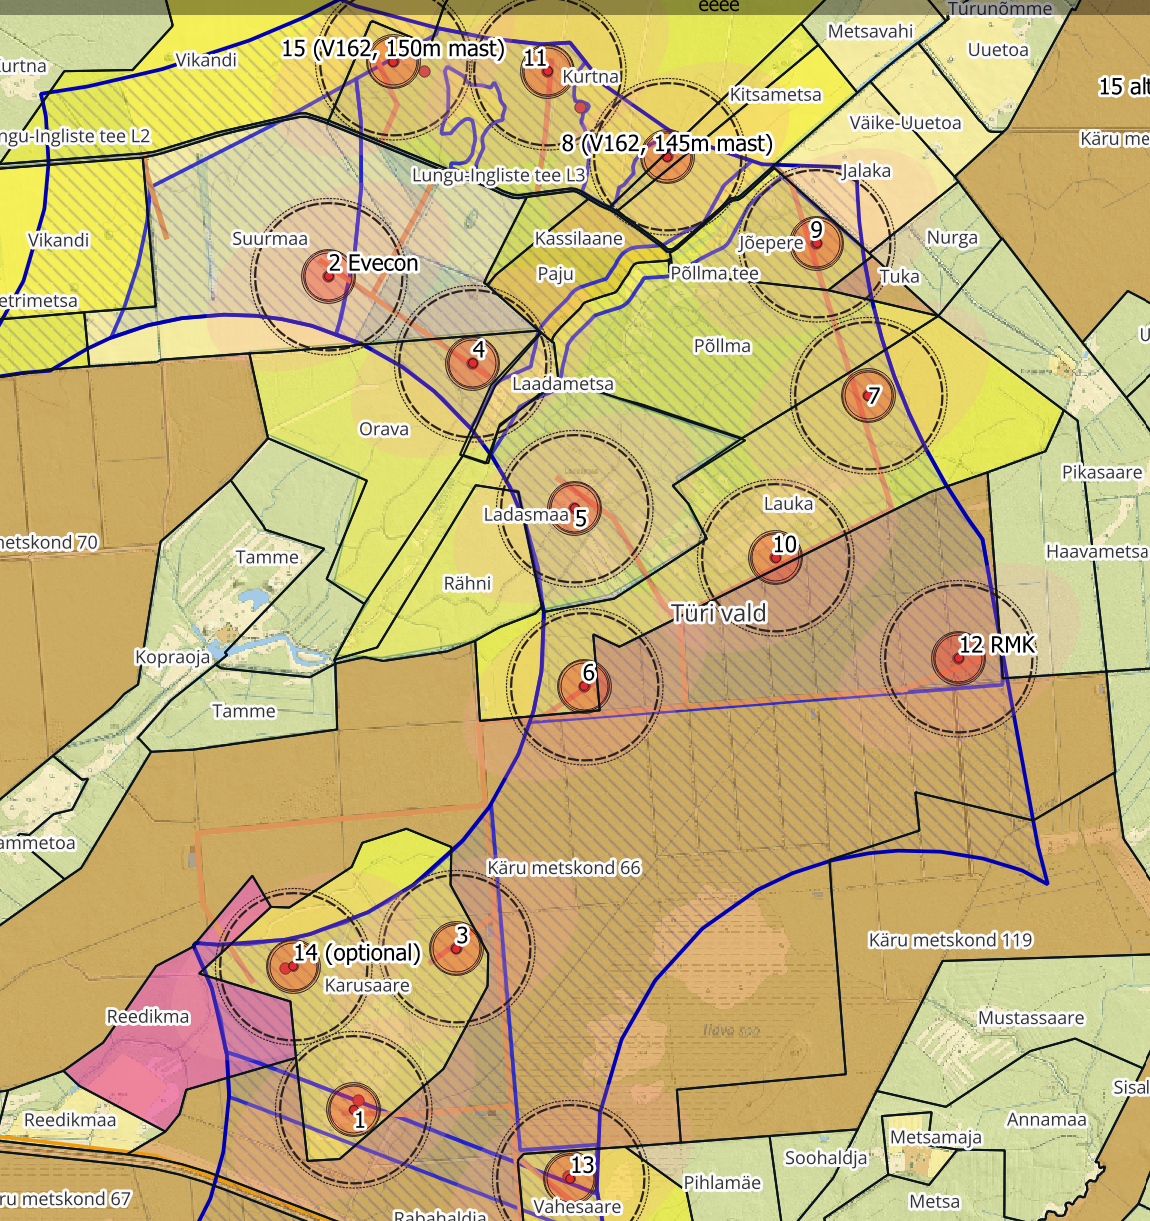 eeee
Türunõmme
Metsavahi
15 (V162, 150m mast)
11
Uuetoa
Vikandi
urtna
Kurtna
Kitsametsa
15 alt
Väike-Uuetoa
ngu-Ingliste tee L2
8 (V162, 145m mast)
Käru me
Lungu-Ingliste tee L3
Jalaka
Vikandi
Suurmaa
Kassilaane
9
Jõepere
Nurga
2 Evecon
Paju
Põllma tee
Tuka
etrimetsa
4
Põllma
Laadametsa
7
Orava
Pikasaare
Ladasmaa
5
Lauka
netskond 70
10
Haavametsa
Tamme
Rähni
Türi vald
Kopraoja
12 RMK
6
Tamme
ammetoa
Käru metskond 66
3
Käru metskond 119
14 (optional)
Karusaare
Reedikma
Mustassaare
Ilava soo
Sisal
Reedikmaa
1
Annamaa
Metsamaja
13
Soohaldja
Pihlamäe
ru metskond 67
Vahesaare
Metsa
Rabahaldja